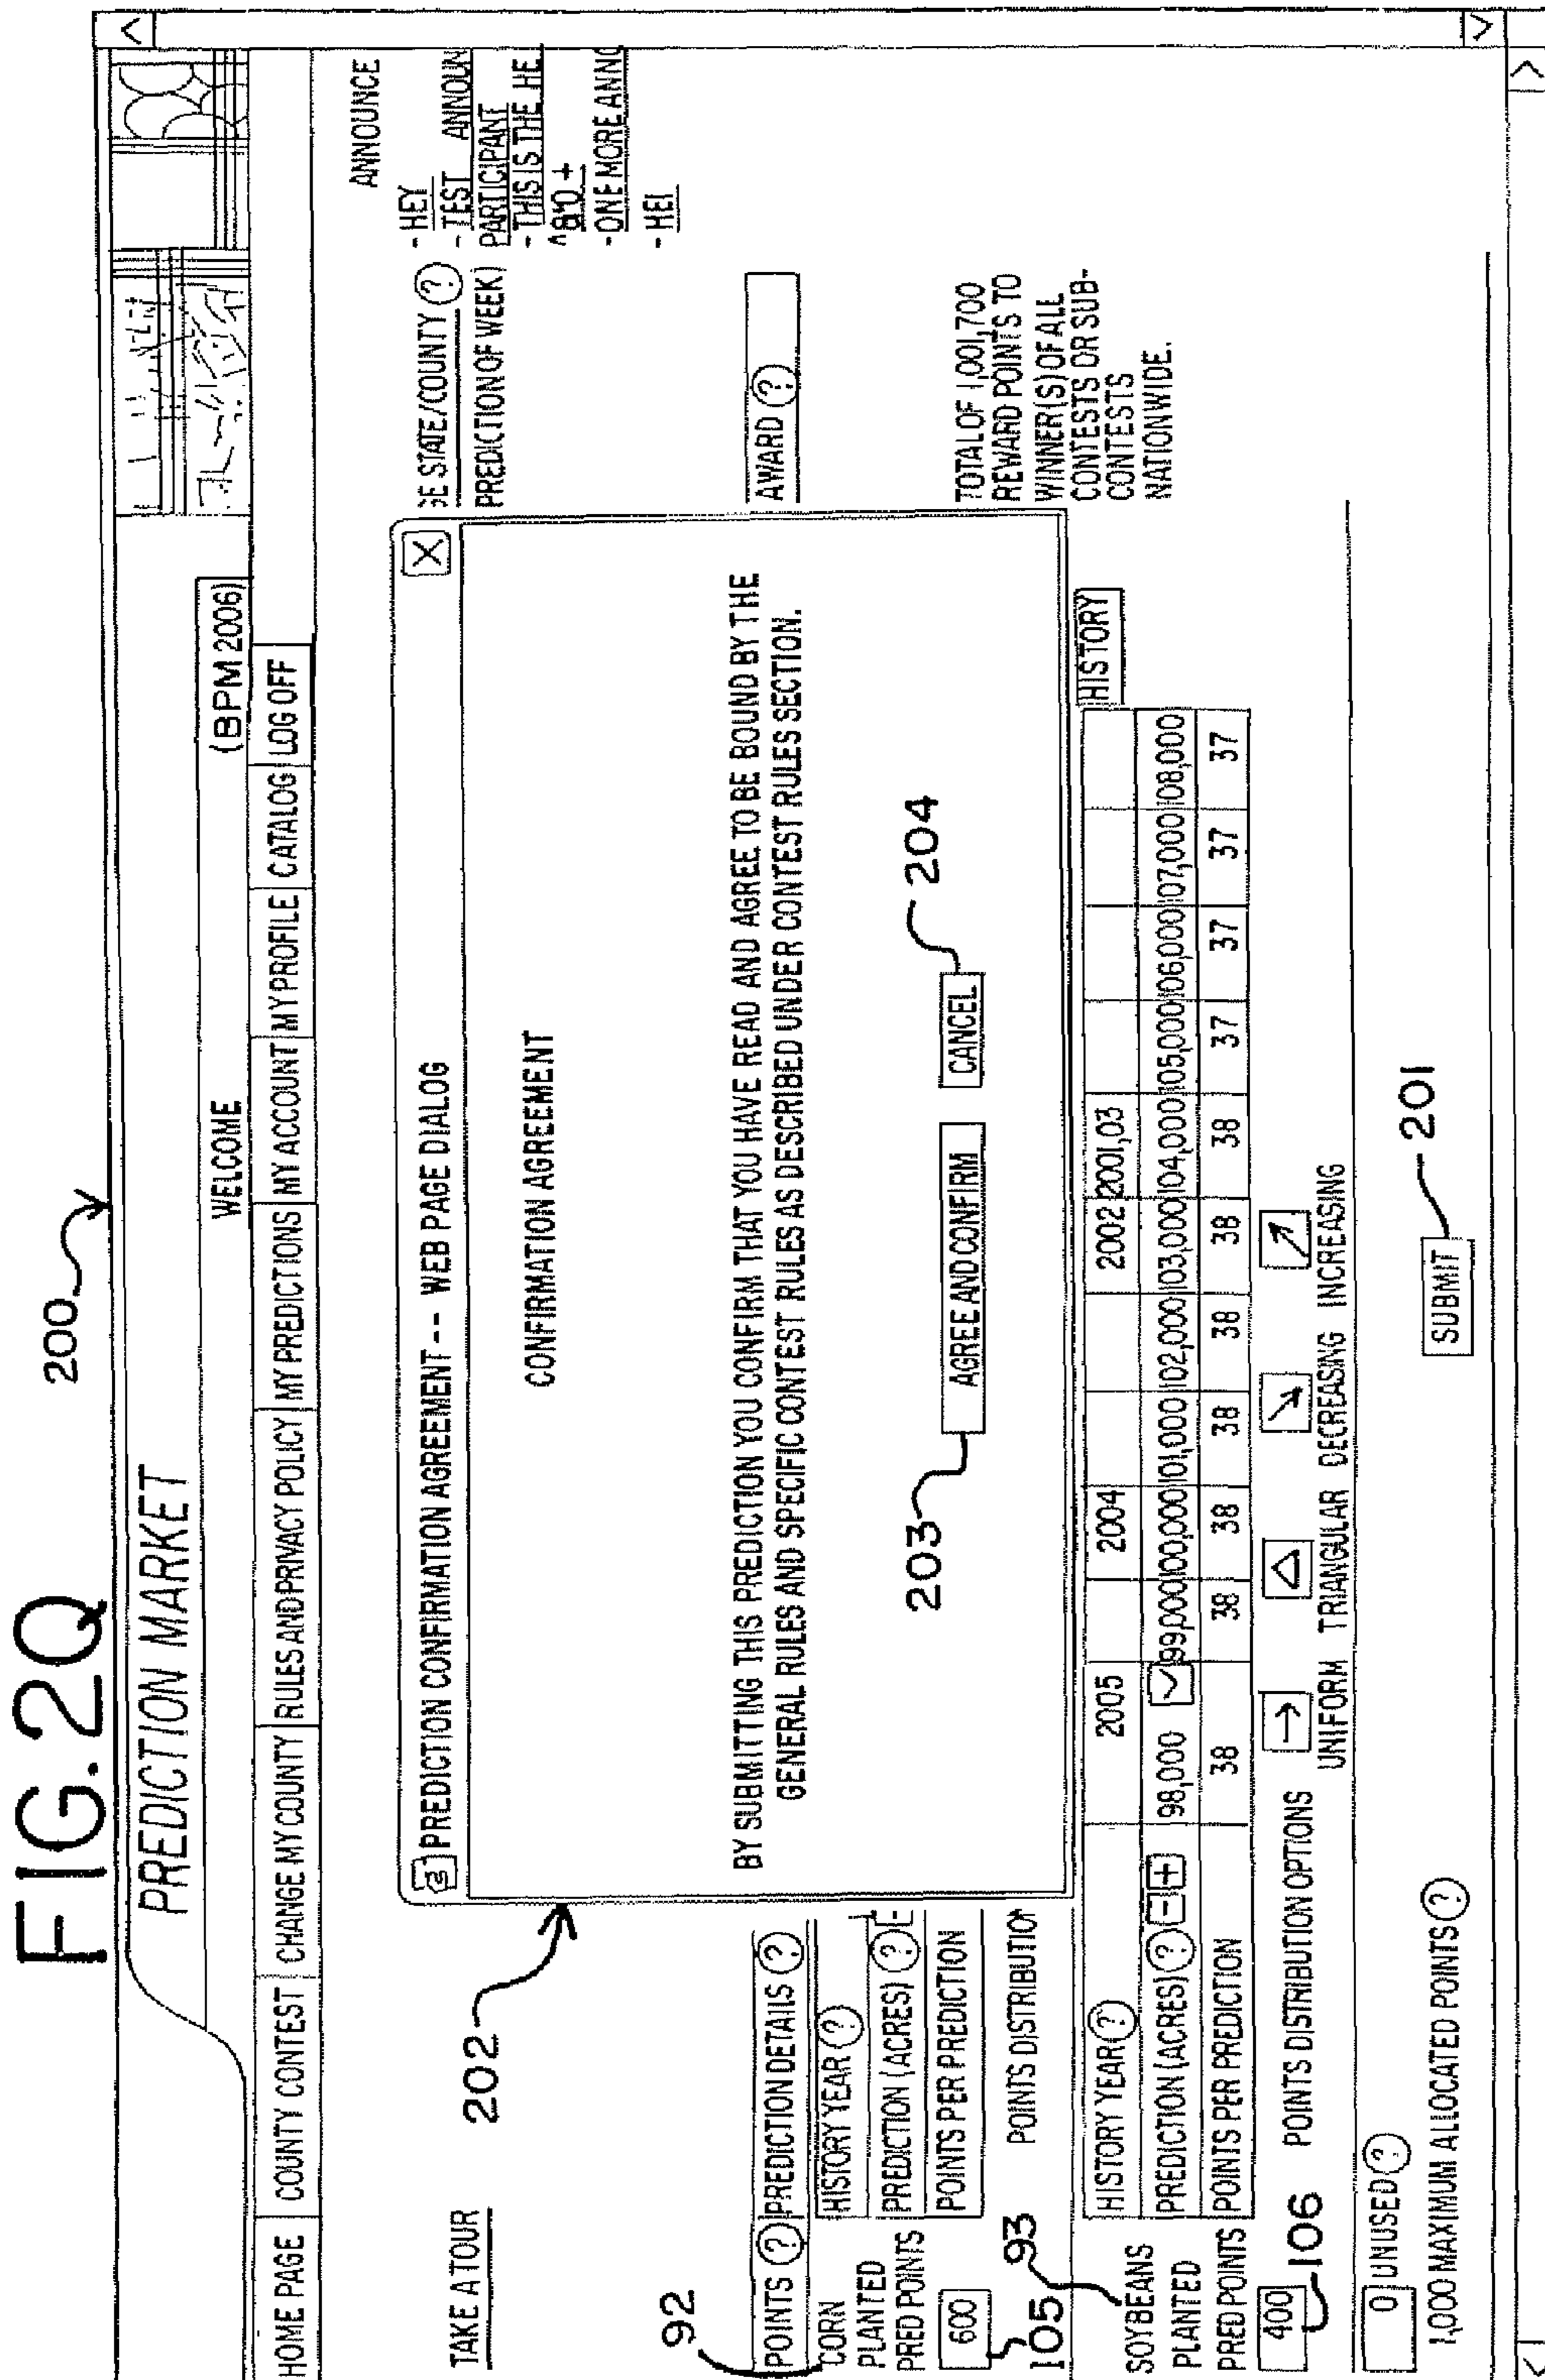 FIG.2Q
200
PREDICTION MARKET
WELCOME (BPM 2006)
HOME PAGE COUNTY CONTEST CHANGE MY COUNTY RULES AND PRIVACY POLICY MY PREDICTIONS MY ACCOUNT MY PROFILE CATALOG LOG OFF
ANNOUNCE
- HEY
- TEST ANNOUN
PARTICIPANT
- THIS IS THE HE
- ONE MORE ANNO
- HEI
TAKE A TOUR
GE STATE/COUNTY ?
PREDICTION OF WEEK)
202
PREDICTION CONFIRMATION AGREEMENT -- WEB PAGE DIALOG X
CONFIRMATION AGREEMENT
BY SUBMITTING THIS PREDICTION YOU CONFIRM THAT YOU HAVE READ AND AGREE TO BE BOUND BY THE
GENERAL RULES AND SPECIFIC CONTEST RULES AS DESCRIBED UNDER CONTEST RULES SECTION.
203 AGREE AND CONFIRM CANCEL 204
92
POINTS ? PREDICTION DETAILS ? AWARD ?
CORN HISTORY YEAR ?
PLANTED PREDICTION (ACRES) ?
PRED POINTS POINTS PER PREDICTION
600
105 POINTS DISTRIBUTION
TOTAL OF 1,001,700
REWARD POINTS TO
WINNER(S) OF ALL
CONTESTS OR SUB-
CONTESTS
NATIONWIDE.
93
SOYBEANS HISTORY YEAR ? 2005 2004 2002 2001,03 HISTORY
PLANTED PREDICTION (ACRES) ? - + 98,000 99,000 100,000 101,000 102,000 103,000 104,000 105,000 106,000 107,000 108,000
PRED POINTS POINTS PER PREDICTION 38 38 38 38 38 38 38 37 37 37 37
400 106 POINTS DISTRIBUTION OPTIONS
UNIFORM TRIANGULAR DECREASING INCREASING
0 UNUSED ?
1,000 MAXIMUM ALLOCATED POINTS ? SUBMIT 201